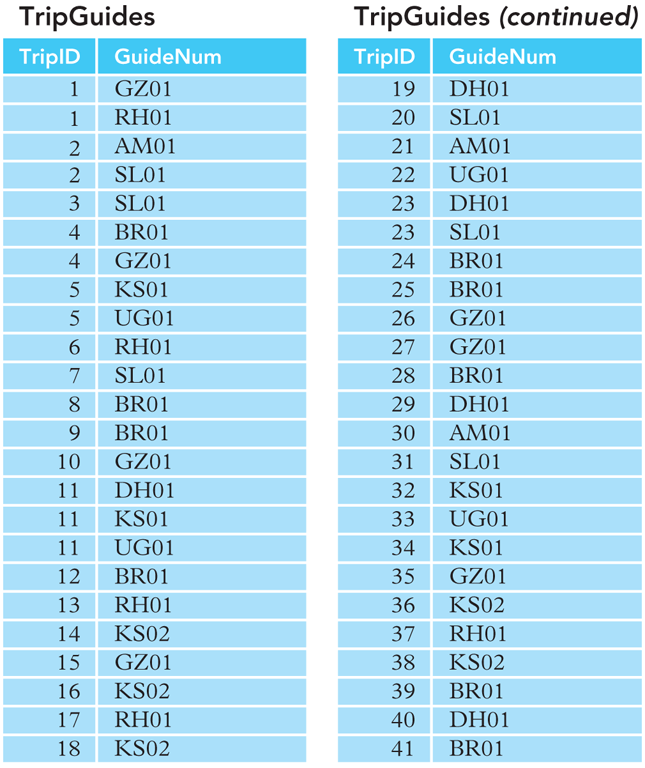 TripGuides
TripID GuideNum
1 GZ01
1 RH01
2 AM01
2 SL01
3 SL01
4 BR01
4 GZ01
5 KS01
5 UG01
6 RH01
7 SL01
8 BR01
9 BR01
10 GZ01
11 DH01
11 KS01
11 UG01
12 BR01
13 RH01
14 KS02
15 GZ01
16 KS02
17 RH01
18 KS02
TripGuides (continued)
TripID GuideNum
19 DH01
20 SL01
21 AM01
22 UG01
23 DH01
23 SL01
24 BR01
25 BR01
26 GZ01
27 GZ01
28 BR01
29 DH01
30 AM01
31 SL01
32 KS01
33 UG01
34 KS01
35 GZ01
36 KS02
37 RH01
38 KS02
39 BR01
40 DH01
41 BR01